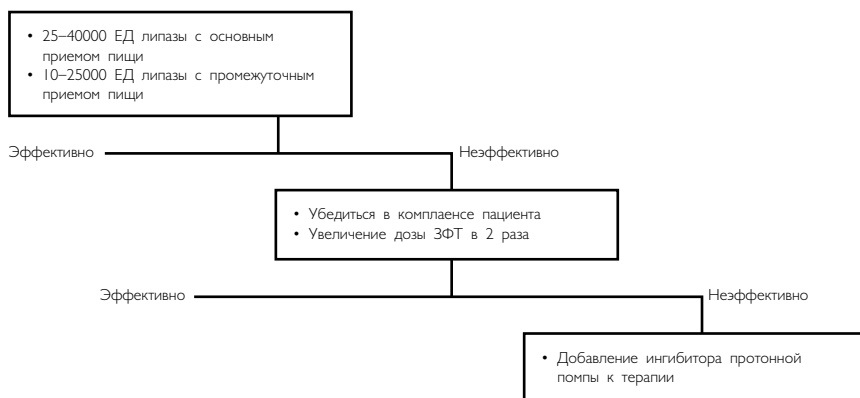 • 25–40000 ЕД липазы с основным
приемом пищи
• 10–25000 ЕД липазы с промежуточным
приемом пищи
Эффективно
Неэффективно
• Убедиться в комплаенсе пациента
• Увеличение дозы ЗФТ в 2 раза
Эффективно
Неэффективно
• Добавление ингибитора протонной
помпы к терапии